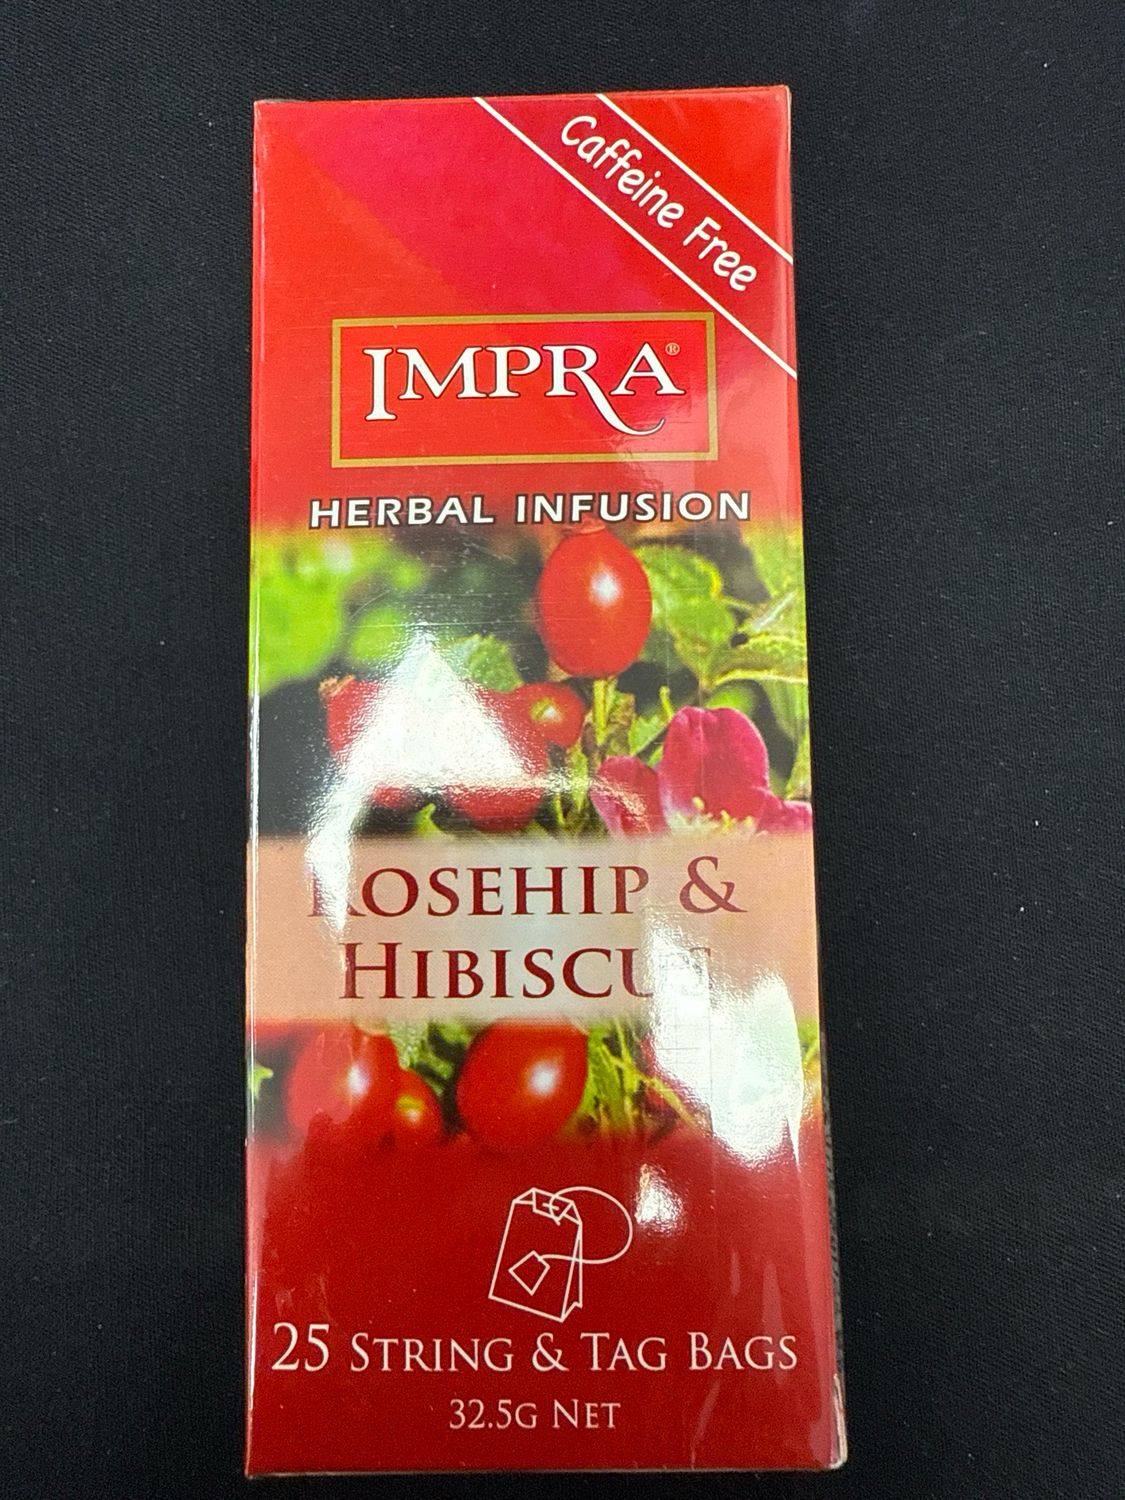 Caffeine Free
IMPRA®
HERBAL INFUSION
ROSEHIP &
HIBISCUS
25 STRING & TAG BAGS
32.5G NET